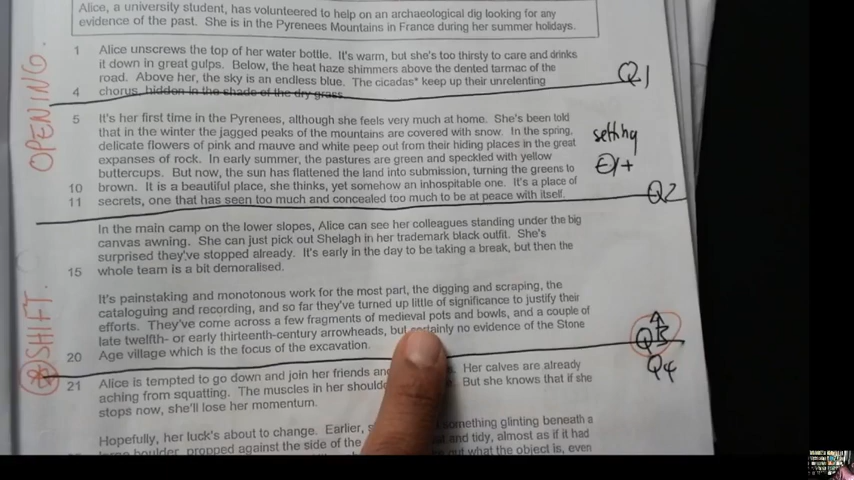 Alice, a university student, has volunteered to help on an archaeological dig looking for any
evidence of the past. She is in the Pyrenees Mountains in France during her summer holidays.
OPENING.
1 Alice unscrews the top of her water bottle. It's warm, but she's too thirsty to care and drinks
it down in great gulps. Below, the heat haze shimmers above the dented tarmac of the
road. Above her, the sky is an endless blue. The cicadas* keep up their unrelenting
4 chorus, hidden in the shade of the dry grass.
Q1
5 It's her first time in the Pyrenees, although she feels very much at home. She's been told
that in the winter the jagged peaks of the mountains are covered with snow. In the spring,
delicate flowers of pink and mauve and white peep out from their hiding places in the great
expanses of rock. In early summer, the pastures are green and speckled with yellow
buttercups. But now, the sun has flattened the land into submission, turning the greens to
10 brown. It is a beautiful place, she thinks, yet somehow an inhospitable one. It's a place of
11 secrets, one that has seen too much and concealed too much to be at peace with itself.
setting
Q2
In the main camp on the lower slopes, Alice can see her colleagues standing under the big
canvas awning. She can just pick out Shelagh in her trademark black outfit. She's
surprised they've stopped already. It's early in the day to be taking a break, but then the
15 whole team is a bit demoralised.
It's painstaking and monotonous work for the most part, the digging and scraping, the
cataloguing and recording, and so far they've turned up little of significance to justify their
efforts. They've come across a few fragments of medieval pots and bowls, and a couple of
late twelfth- or early thirteenth-century arrowheads, but certainly no evidence of the Stone
20 Age village which is the focus of the excavation.
SHIFT.
Q4
21 Alice is tempted to go down and join her friends Her calves are already
aching from squatting. The muscles in her But she knows that if she
stops now, she'll lose her momentum.
Hopefully, her luck's about to change. Earlier, something glinting beneath a
boulder, propped against the side of the and tidy, almost as if it had
out what the object is, even